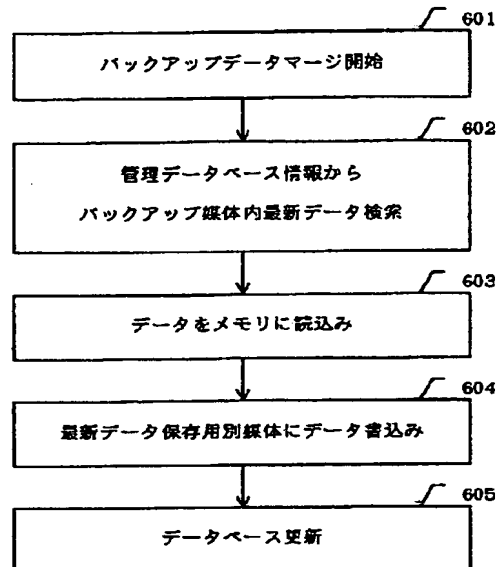 601
バックアップデータマージ開始
602
管理データベース情報から
バックアップ媒体内最新データ検索
603
データをメモリに読込み
604
最新データ保存用別媒体にデータ書込み
605
データベース更新